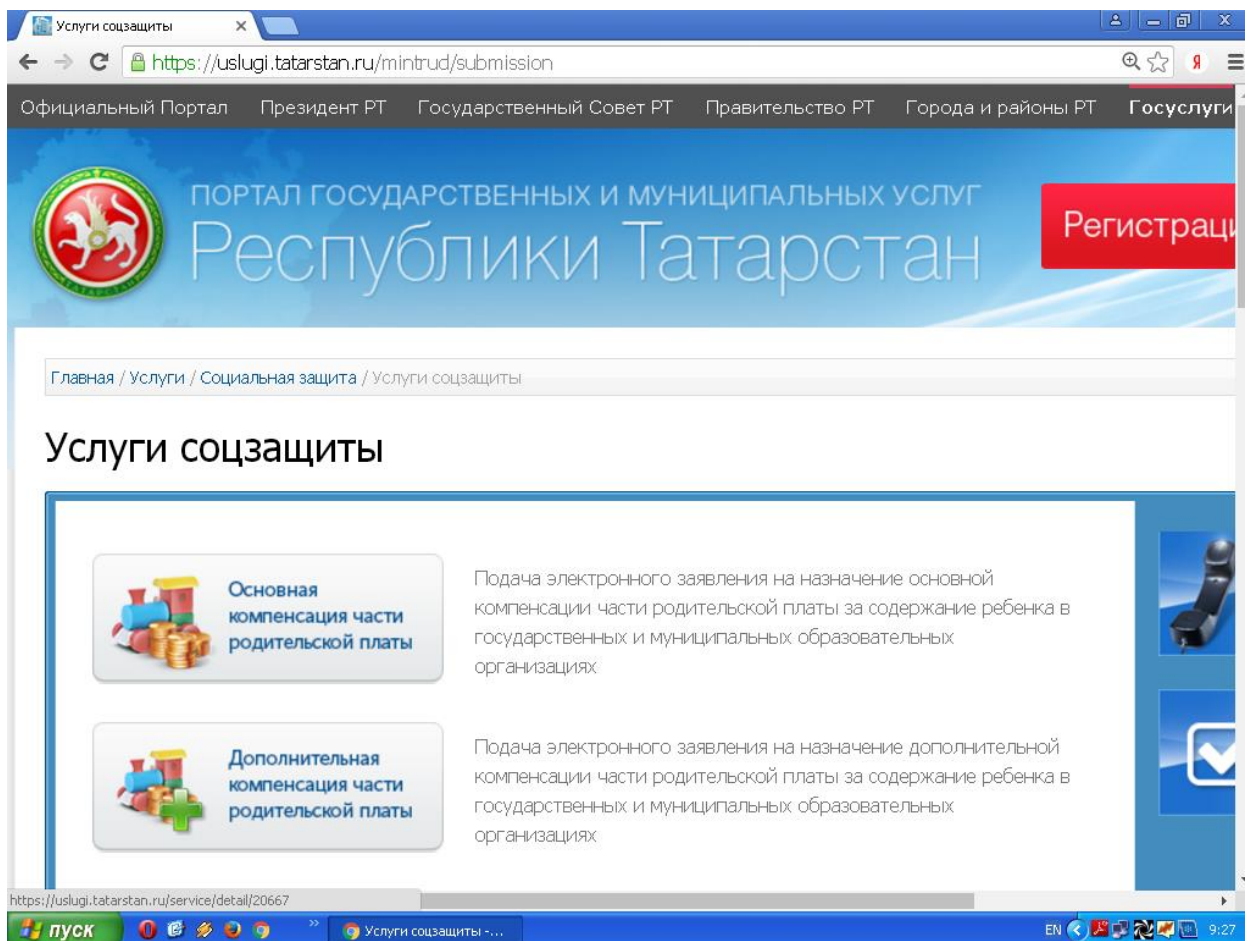 Услуги соцзащиты
https://uslugi.tatarstan.ru/mintrud/submission
Официальный Портал Президент РТ Государственный Совет РТ Правительство РТ Города и районы РТ Госуслуги
ПОРТАЛ ГОСУДАРСТВЕННЫХ И МУНИЦИПАЛЬНЫХ УСЛУГ
Республики Татарстан
Регистраци
ТАТАРСТАН
Главная / Услуги / Социальная защита / Услуги соцзащиты
Услуги соцзащиты
Основная
компенсация части
родительской платы
Подача электронного заявления на назначение основной
компенсации части родительской платы за содержание ребенка в
государственных и муниципальных образовательных
организациях
Дополнительная
компенсация части
родительской платы
Подача электронного заявления на назначение дополнительной
компенсации части родительской платы за содержание ребенка в
государственных и муниципальных образовательных
организациях
https://uslugi.tatarstan.ru/service/detail/20667
пуск
Услуги соцзащиты -...
EN
9:27